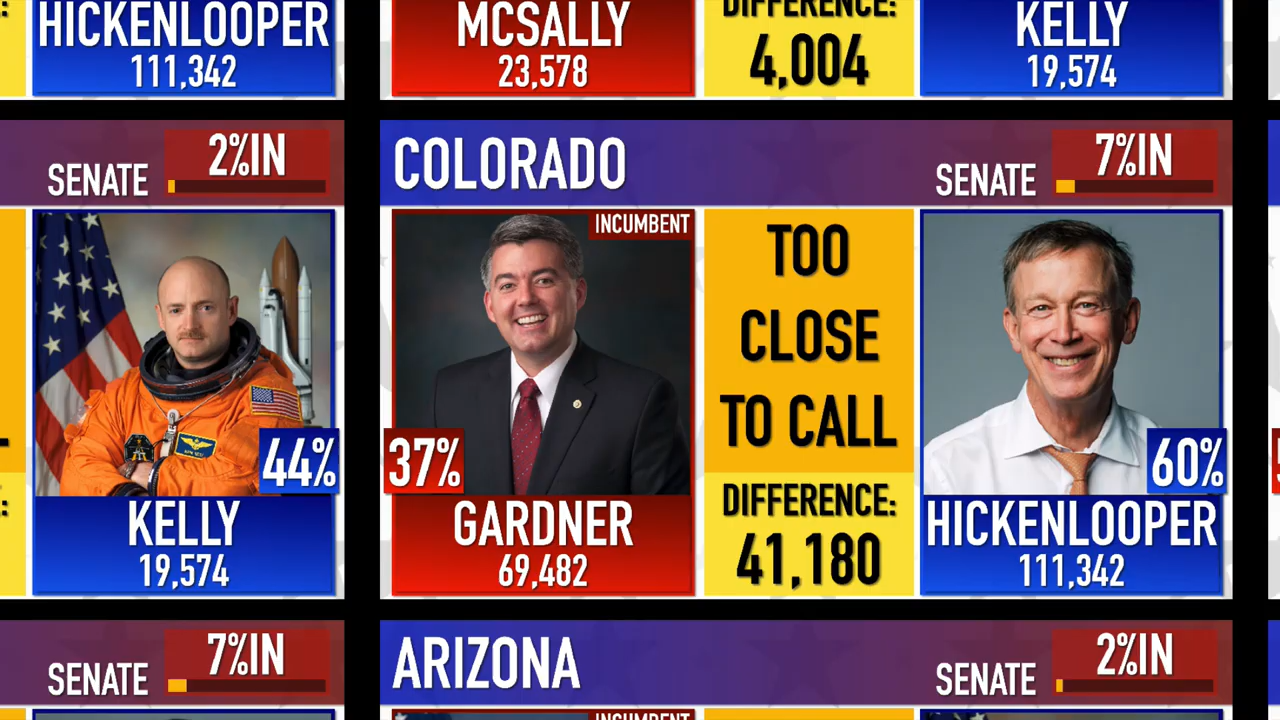 HICKENLOOPER
111,342
MCSALLY
23,578
DIFFERENCE:
4,004
KELLY
19,574
SENATE
2%IN
44%
KELLY
19,574
COLORADO
SENATE
7%IN
INCUMBENT
37%
GARDNER
69,482
TOO
CLOSE
TO CALL
DIFFERENCE:
41,180
60%
HICKENLOOPER
111,342
SENATE
7%IN
ARIZONA
SENATE
2%IN
INCUMBENT